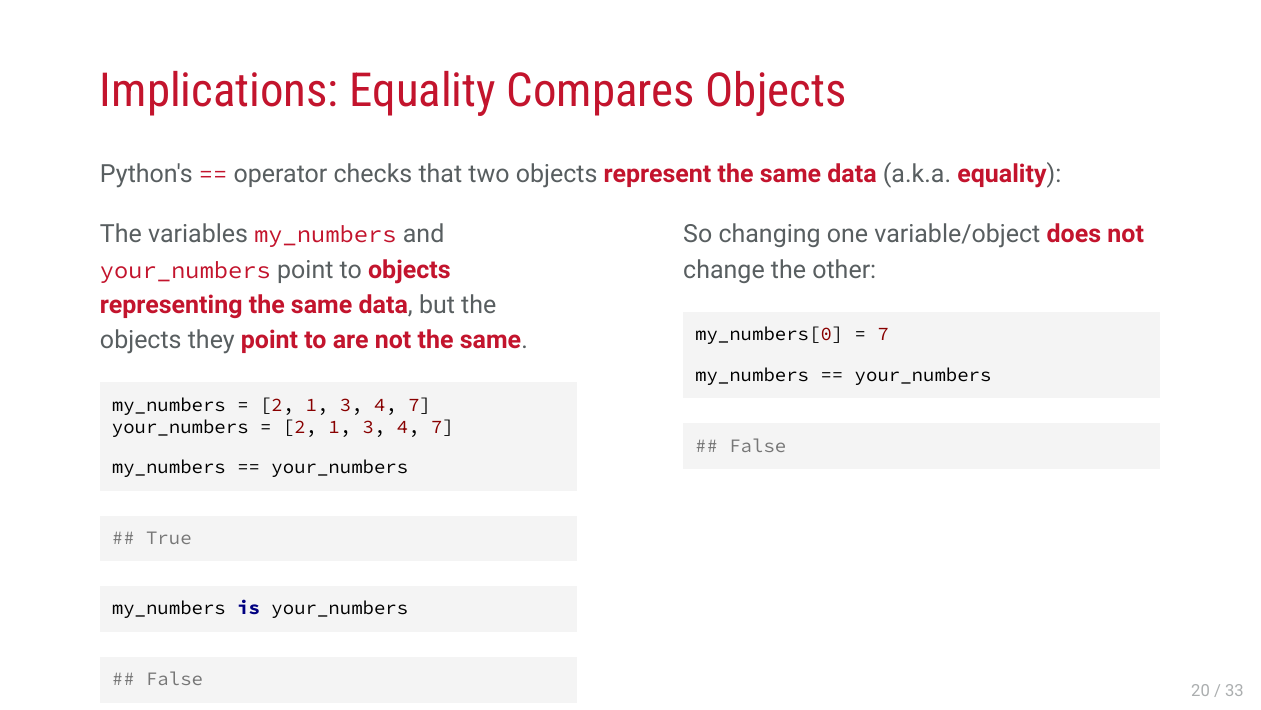 Implications: Equality Compares Objects
Python's == operator checks that two objects represent the same data (a.k.a. equality):
The variables my_numbers and
your_numbers point to objects
representing the same data, but the
objects they point to are not the same.
my_numbers = [2, 1, 3, 4, 7]
your_numbers = [2, 1, 3, 4, 7]
my_numbers == your_numbers
## True
my_numbers is your_numbers
## False
So changing one variable/object does not
change the other:
my_numbers[0] = 7
my_numbers == your_numbers
## False
20 / 33